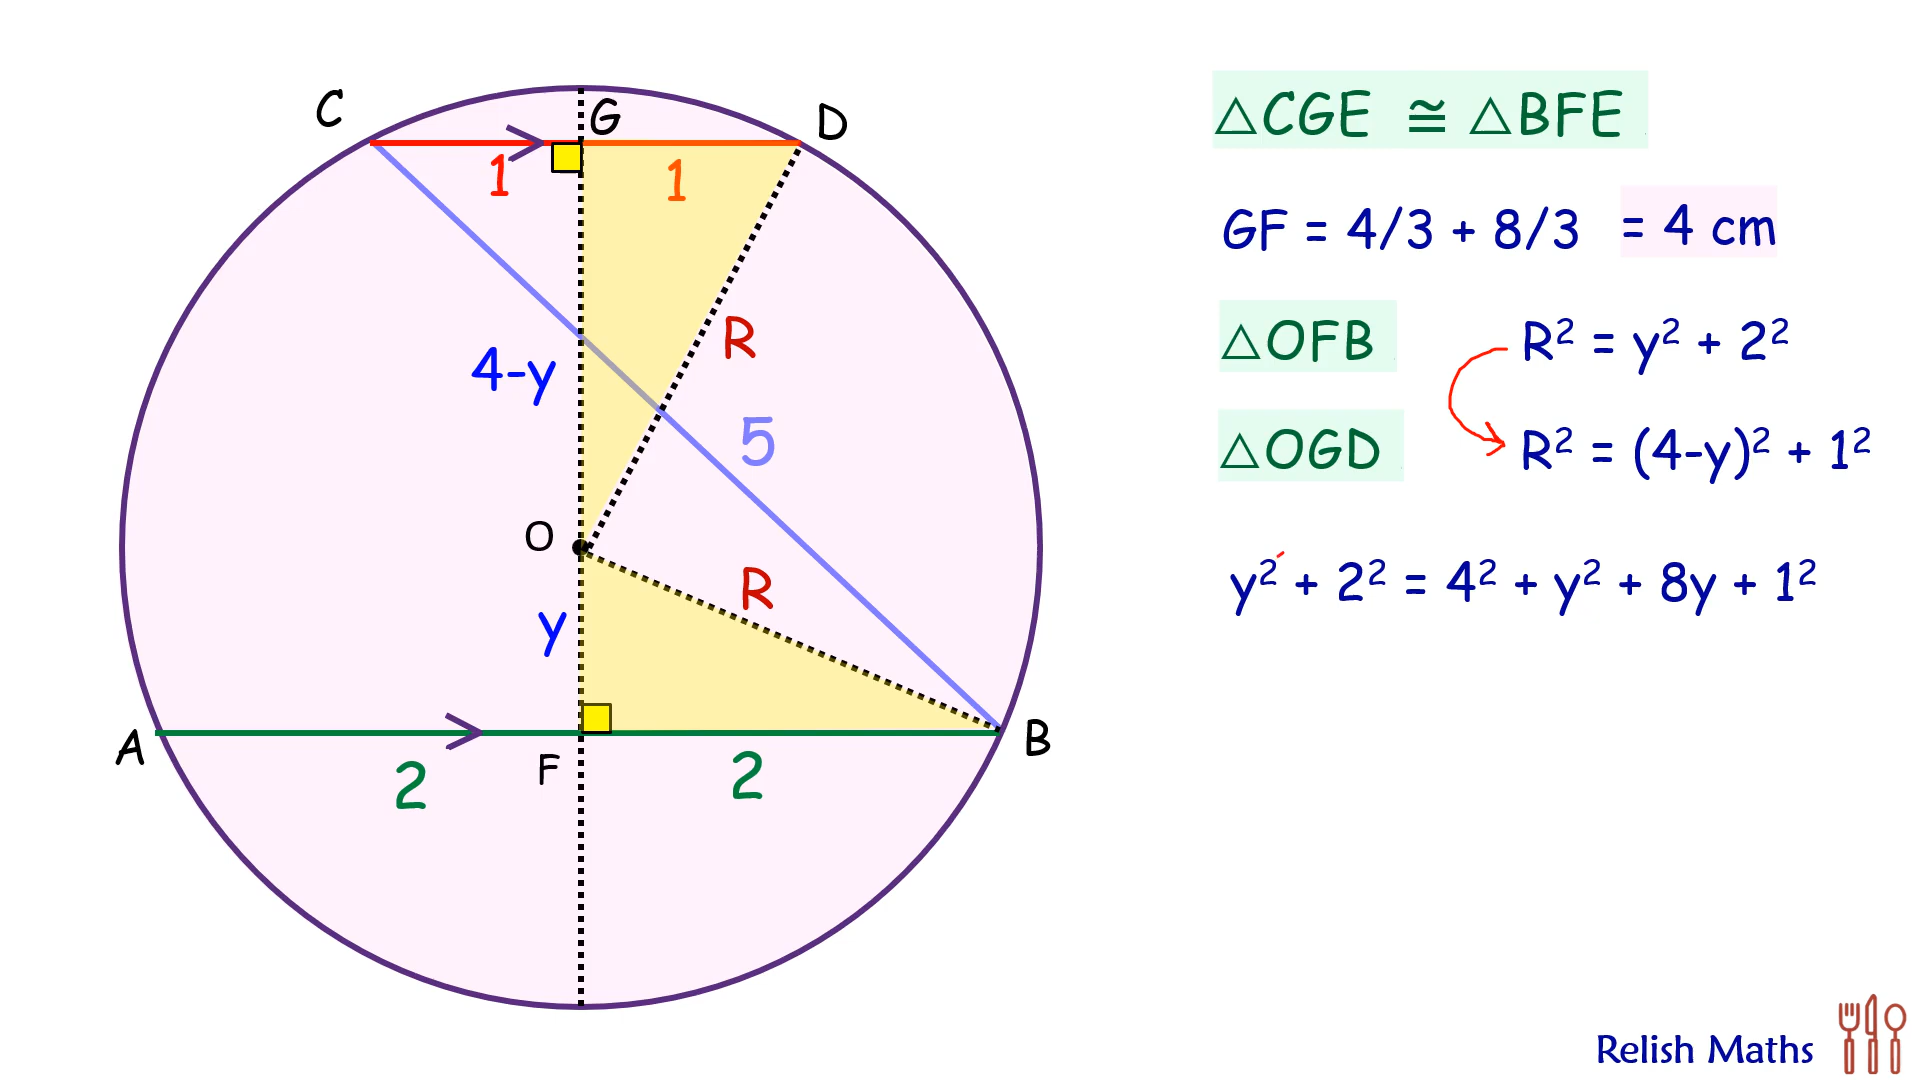 C
G
D
1
1
△CGE ≅ △BFE
GF = 4/3 + 8/3 = 4 cm
R
4-y
5
△OFB R² = y² + 2²
△OGD R² = (4-y)² + 1²
O
R
y
y² + 2² = 4² + y² + 8y + 1²
A
F
B
2
2
Relish Maths